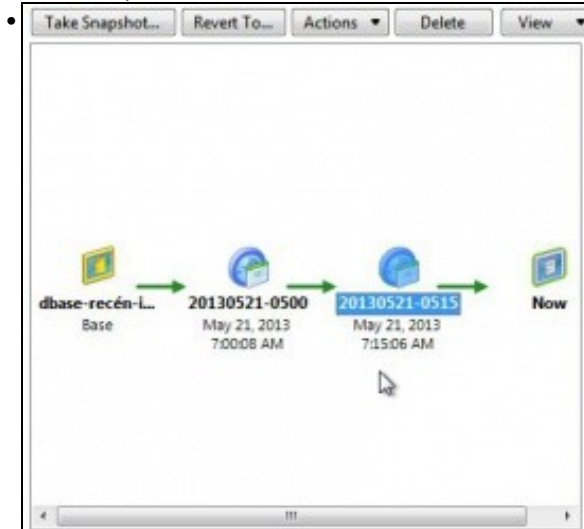 Take Snapshot... Revert To... Actions Delete View
dbase-recén-i... 20130521-0500 20130521-0515 Now
Base May 21, 2013 May 21, 2013
7:00:08 AM 7:15:06 AM